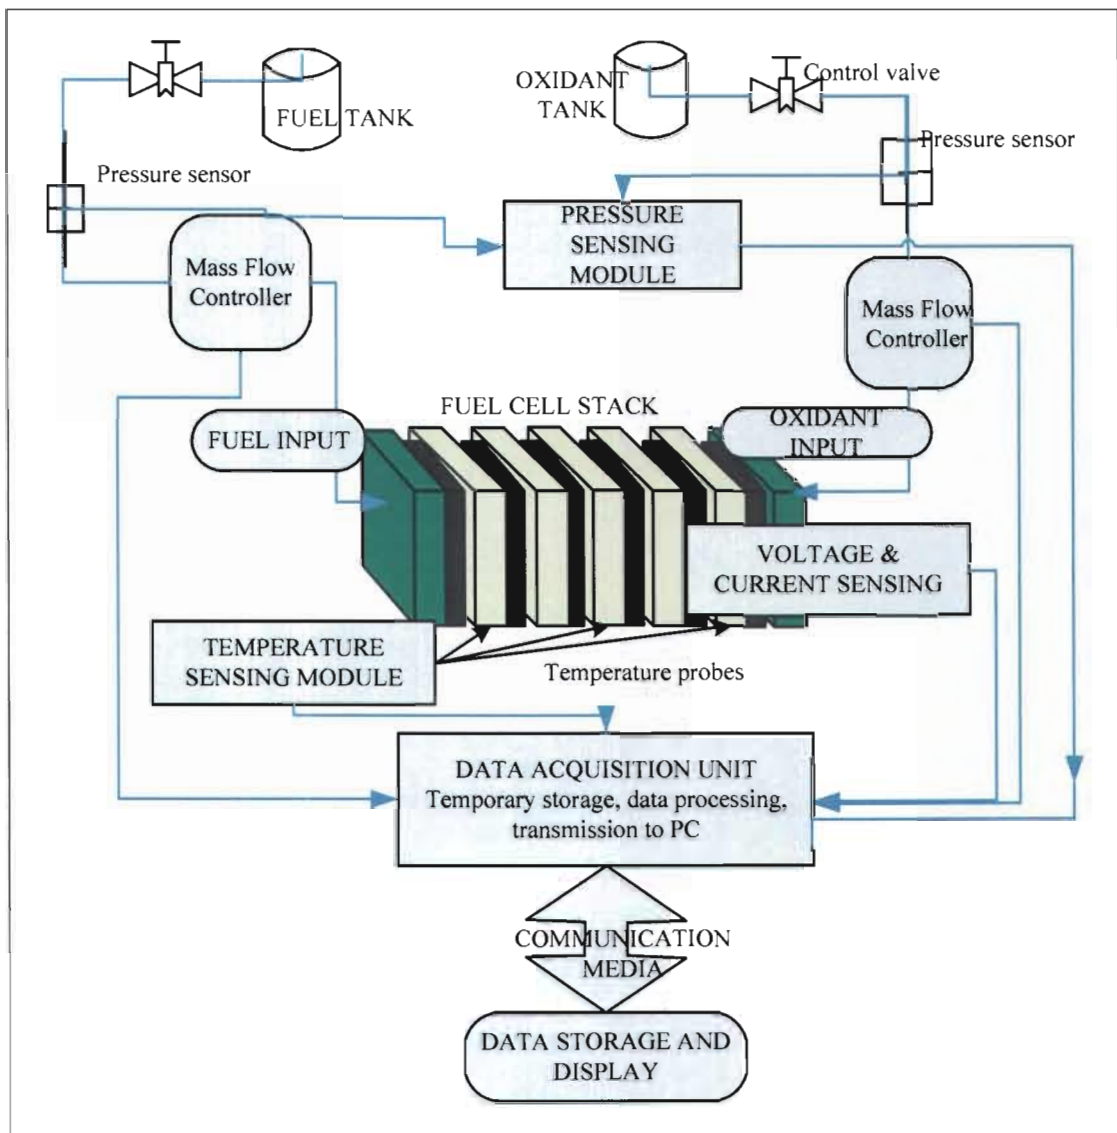 FUEL TANK
OXIDANT
TANK
Control valve
Pressure sensor
Pressure sensor
PRESSURE
SENSING
MODULE
Mass Flow
Controller
Mass Flow
Controller
FUEL CELL STACK
FUEL INPUT
OXIDANT
INPUT
VOLTAGE &
CURRENT SENSING
TEMPERATURE
SENSING MODULE
Temperature probes
DATA ACQUISITION UNIT
Temporary storage, data processing,
transmission to PC
COMMUNICATION
MEDIA
DATA STORAGE AND
DISPLAY